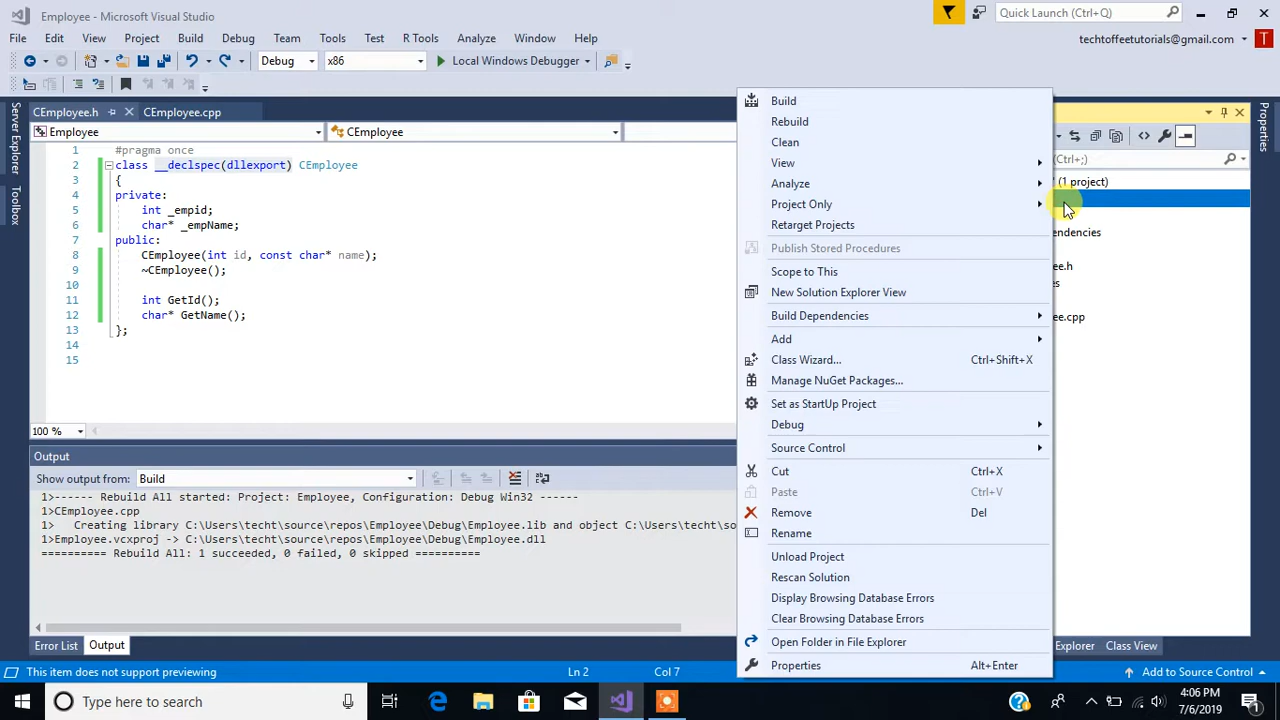 Employee - Microsoft Visual Studio
Quick Launch (Ctrl+Q)
File Edit View Project Build Debug Team Tools Test R Tools Analyze Window Help
techtoffeetutorials@gmail.com T
Debug x86 Local Windows Debugger
Server Explorer
Toolbox
CEmployee.h CEmployee.cpp
Employee CEmployee
1 #pragma once
2 class __declspec(dllexport) CEmployee
3 {
4 private:
5 int _empid;
6 char* _empName;
7 public:
8 CEmployee(int id, const char* name);
9 ~CEmployee();
10
11 int GetId();
12 char* GetName();
13 };
14
15
100 %
Output
Show output from: Build
1>------ Rebuild All started: Project: Employee, Configuration: Debug Win32 ------
1>CEmployee.cpp
1> Creating library C:\Users\techt\source\repos\Employee\Debug\Employee.lib and object C:\Users\techt\sour
1>Employee.vcxproj -> C:\Users\techt\source\repos\Employee\Debug\Employee.dll
========== Rebuild All: 1 succeeded, 0 failed, 0 skipped ==========
Error List Output
Build
Rebuild
Clean
View
Analyze
Project Only
Retarget Projects
Publish Stored Procedures
Scope to This
New Solution Explorer View
Build Dependencies
Add
Class Wizard... Ctrl+Shift+X
Manage NuGet Packages...
Set as StartUp Project
Debug
Source Control
Cut Ctrl+X
Paste Ctrl+V
Remove Del
Rename
Unload Project
Rescan Solution
Display Browsing Database Errors
Clear Browsing Database Errors
Open Folder in File Explorer
Properties Alt+Enter
(Ctrl+;)
(1 project)
endencies
ee.h
es
ee.cpp
Explorer Class View
Properties
This item does not support previewing Ln 2 Col 7 Add to Source Control
Type here to search
4:06 PM
7/6/2019
1